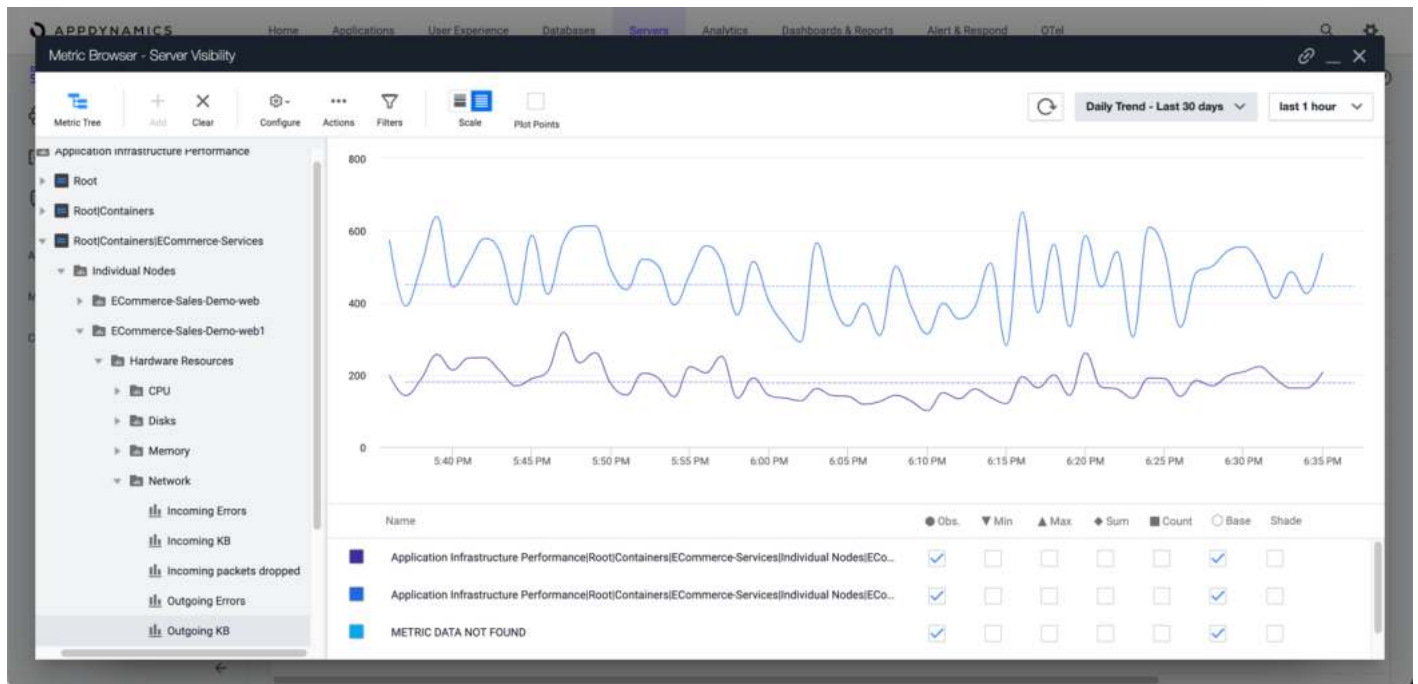 APPDYNAMICS Home Applications User Experience Databases Servers Analytics Dashboards & Reports Alert & Respond OTel
Metric Browser - Server Visibility
Metric Tree Add Clear Configure Actions Filters Scale Plot Points Daily Trend - Last 30 days last 1 hour
Application Infrastructure Performance
Root
Root|Containers
Root|Containers|ECommerce-Services
Individual Nodes
ECommerce-Sales-Demo-web
ECommerce-Sales-Demo-web1
Hardware Resources
CPU
Disks
Memory
Network
Incoming Errors
Incoming KB
Incoming packets dropped
Outgoing Errors
Outgoing KB
800
600
400
200
0
5:40 PM 5:45 PM 5:50 PM 5:55 PM 6:00 PM 6:05 PM 6:10 PM 6:15 PM 6:20 PM 6:25 PM 6:30 PM 6:35 PM
Name Obs. Min Max Sum Count Base Shade
Application Infrastructure Performance|Root|Containers|ECommerce-Services|Individual Nodes|ECo...
Application Infrastructure Performance|Root|Containers|ECommerce-Services|Individual Nodes|ECo...
METRIC DATA NOT FOUND